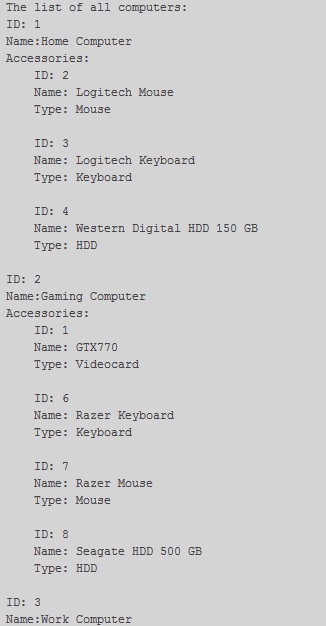 The list of all computers:
ID: 1
Name:Home Computer
Accessories:
ID: 2
Name: Logitech Mouse
Type: Mouse
ID: 3
Name: Logitech Keyboard
Type: Keyboard
ID: 4
Name: Western Digital HDD 150 GB
Type: HDD
ID: 2
Name:Gaming Computer
Accessories:
ID: 1
Name: GTX770
Type: Videocard
ID: 6
Name: Razer Keyboard
Type: Keyboard
ID: 7
Name: Razer Mouse
Type: Mouse
ID: 8
Name: Seagate HDD 500 GB
Type: HDD
ID: 3
Name:Work Computer